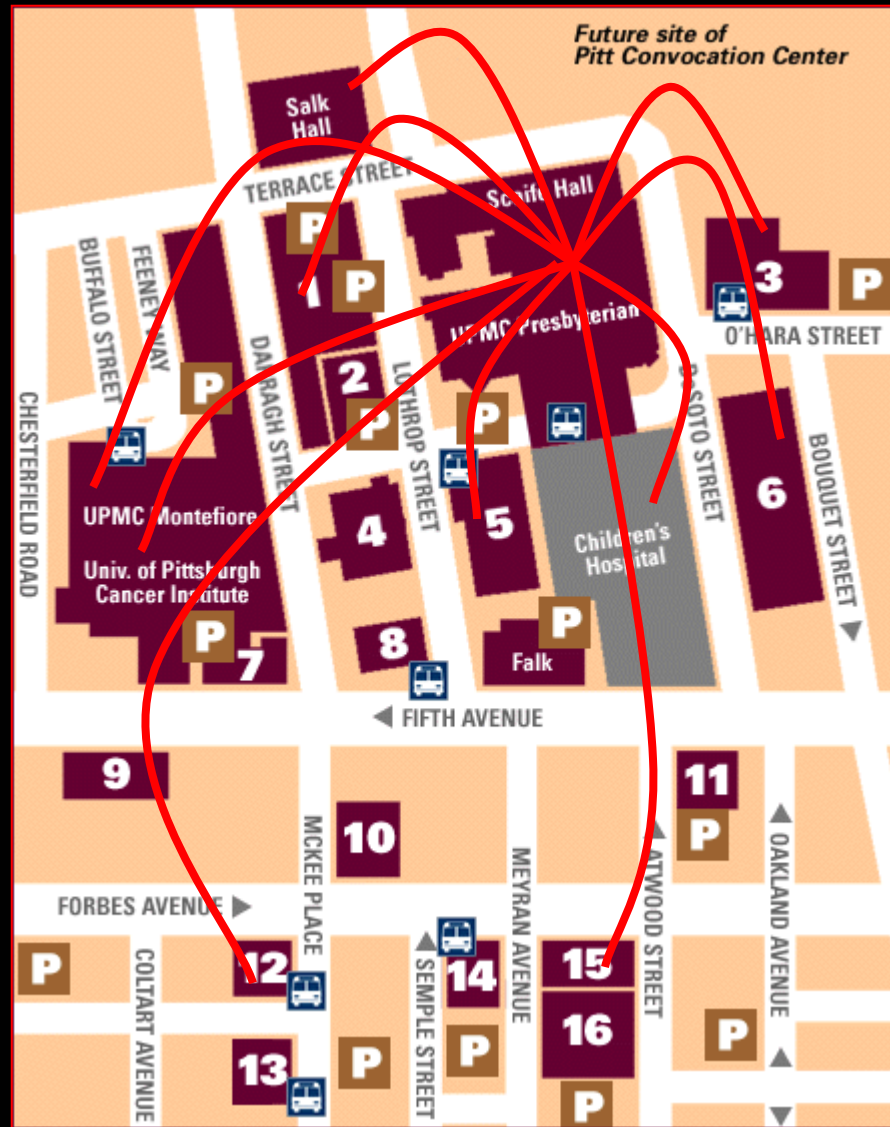 Future site of
Pitt Convocation Center
Salk
Hall
TERRACE STREET
Scaife Hall
P
BUFFALO STREET
FEENEY WAY
1
P
3
P
UPMC Presbyterian
O'HARA STREET
DARRAGH STREET
2
LOTHROP STREET
P
P
P
DESOTO STREET
CHESTERFIELD ROAD
BOUQUET STREET
6
UPMC Montefiore
4
5
Children's
Hospital
Univ. of Pittsburgh
Cancer Institute
P
P
8
7
Falk
FIFTH AVENUE
9
11
10
P
MCKEE PLACE
MEYRAN AVENUE
ATWOOD STREET
OAKLAND AVENUE
FORBES AVENUE
P
COLTART AVENUE
12
SEMPLE STREET
14
15
16
13
P
P
P
P